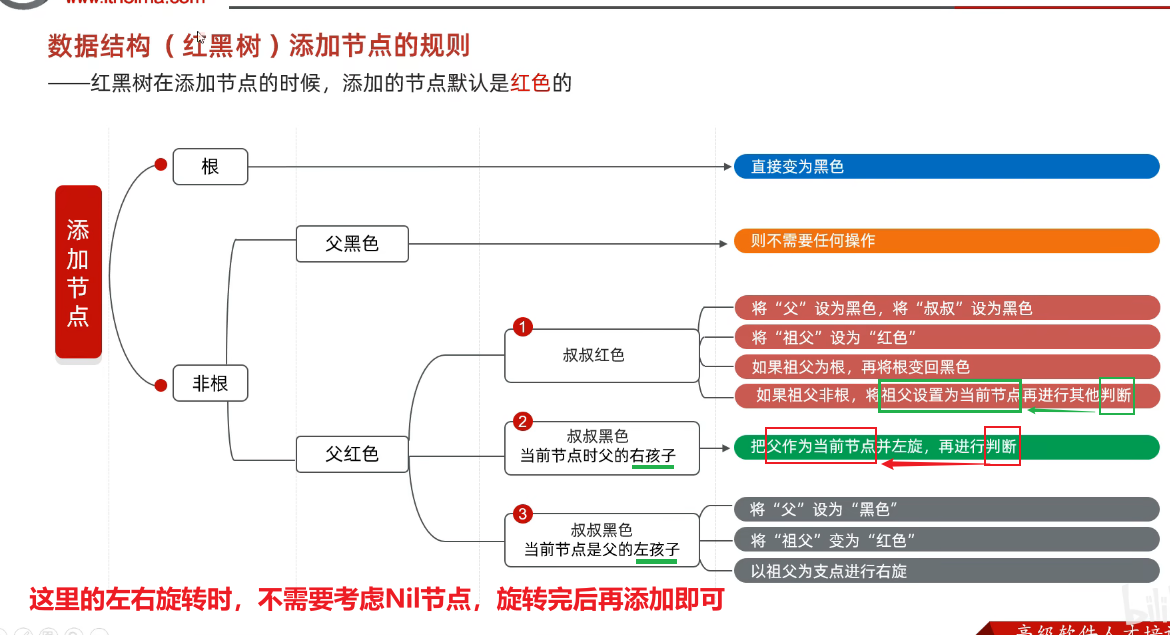 www.itheima.com
数据结构（红黑树）添加节点的规则
——红黑树在添加节点的时候，添加的节点默认是红色的
添加节点
根
直接变为黑色
父黑色
则不需要任何操作
非根
父红色
1
叔叔红色
将“父”设为黑色，将“叔叔”设为黑色
将“祖父”设为“红色”
如果祖父为根，再将根变回黑色
如果祖父非根，将祖父设置为当前节点再进行其他判断
2
叔叔黑色
当前节点时父的右孩子
把父作为当前节点并左旋，再进行判断
3
叔叔黑色
当前节点是父的左孩子
将“父”设为“黑色”
将“祖父”变为“红色”
以祖父为支点进行右旋
这里的左右旋转时，不需要考虑Nil节点，旋转完后再添加即可
高级软件人才培